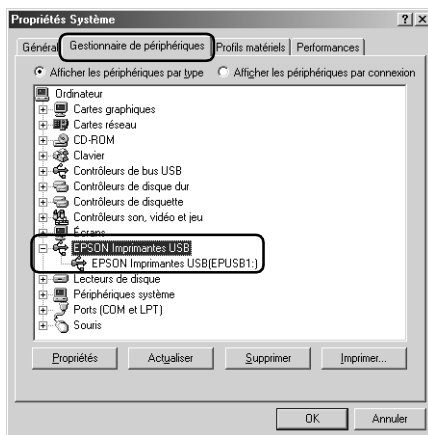 Propriétés Système
Général Gestionnaire de périphériques Profils matériels Performances
Afficher les périphériques par type Afficher les périphériques par connexion
Ordinateur
Cartes graphiques
Cartes réseau
CD-ROM
Clavier
Contrôleurs de bus USB
Contrôleurs de disque dur
Contrôleurs de disquette
Contrôleurs son, vidéo et jeu
Écrans
EPSON Imprimantes USB
EPSON Imprimantes USB(EPUSB1:)
Lecteurs de disque
Périphériques système
Ports (COM et LPT)
Souris
Propriétés Actualiser Supprimer Imprimer...
OK Annuler